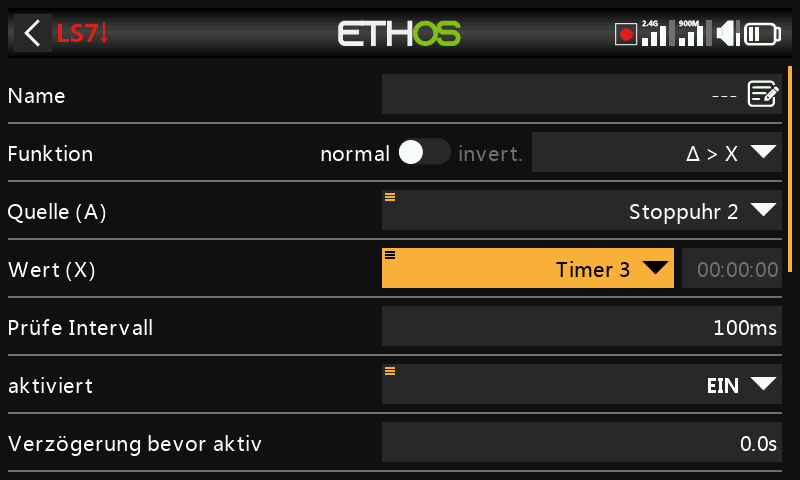 LS7↓ ETHOS 2.4G 900M
Name ---
Funktion normal invert. Δ > X
Quelle (A) Stoppuhr 2
Wert (X) Timer 3 00:00:00
Prüfe Intervall 100ms
aktiviert EIN
Verzögerung bevor aktiv 0.0s